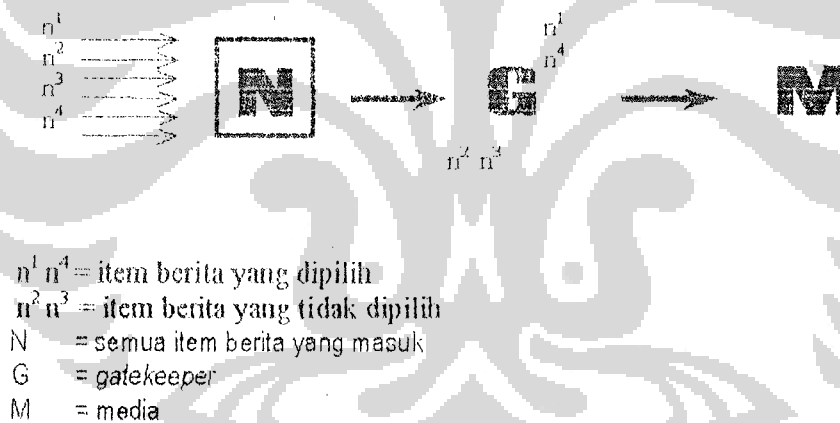 n¹
n²
n³
n⁴
N
n¹
n⁴
G
n² n³
M
n¹ n⁴ = item berita yang dipilih
n² n³ = item berita yang tidak dipilih
N = semua item berita yang masuk
G = gatekeeper
M = media